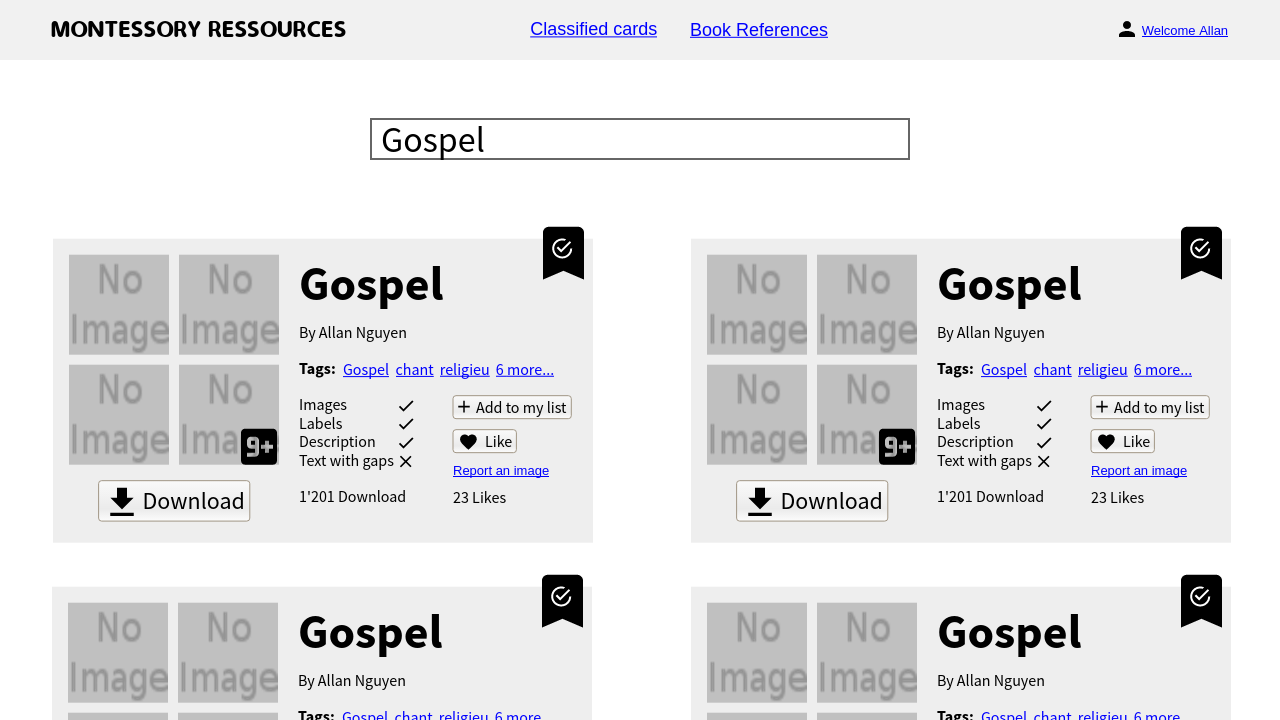 MONTESSORY RESSOURCES
Classified cards
Book References
Welcome Allan
Gospel
No Image
No Image
No Image
No Image
9+
Download
Gospel
By Allan Nguyen
Tags: Gospel chant religieu 6 more...
Images
Labels
Description
Text with gaps
1'201 Download
Add to my list
Like
Report an image
23 Likes
No Image
No Image
No Image
No Image
9+
Download
Gospel
By Allan Nguyen
Tags: Gospel chant religieu 6 more...
Images
Labels
Description
Text with gaps
1'201 Download
Add to my list
Like
Report an image
23 Likes
No Image
No Image
Gospel
By Allan Nguyen
Tags: Gospel chant religieu 6 more...
No Image
No Image
Gospel
By Allan Nguyen
Tags: Gospel chant religieu 6 more...